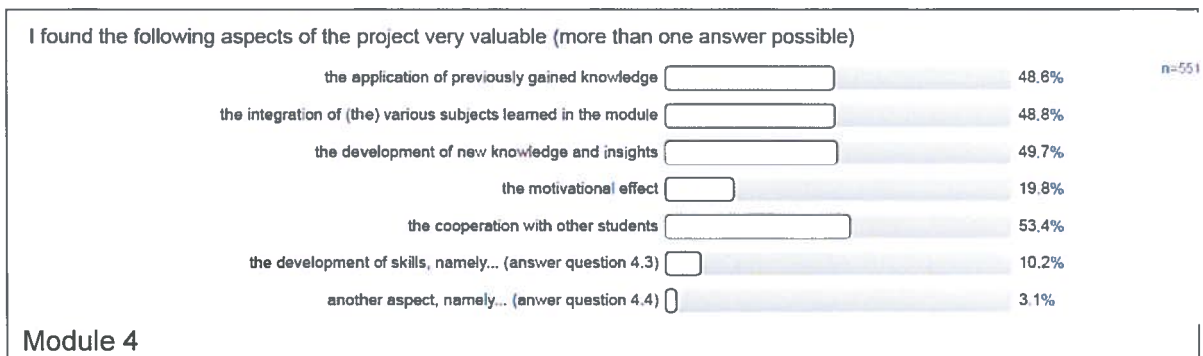 I found the following aspects of the project very valuable (more than one answer possible)
n=551
the application of previously gained knowledge 48.6%
the integration of (the) various subjects learned in the module 48.8%
the development of new knowledge and insights 49.7%
the motivational effect 19.8%
the cooperation with other students 53.4%
the development of skills, namely... (answer question 4.3) 10.2%
another aspect, namely... (anwer question 4.4) 3.1%
Module 4